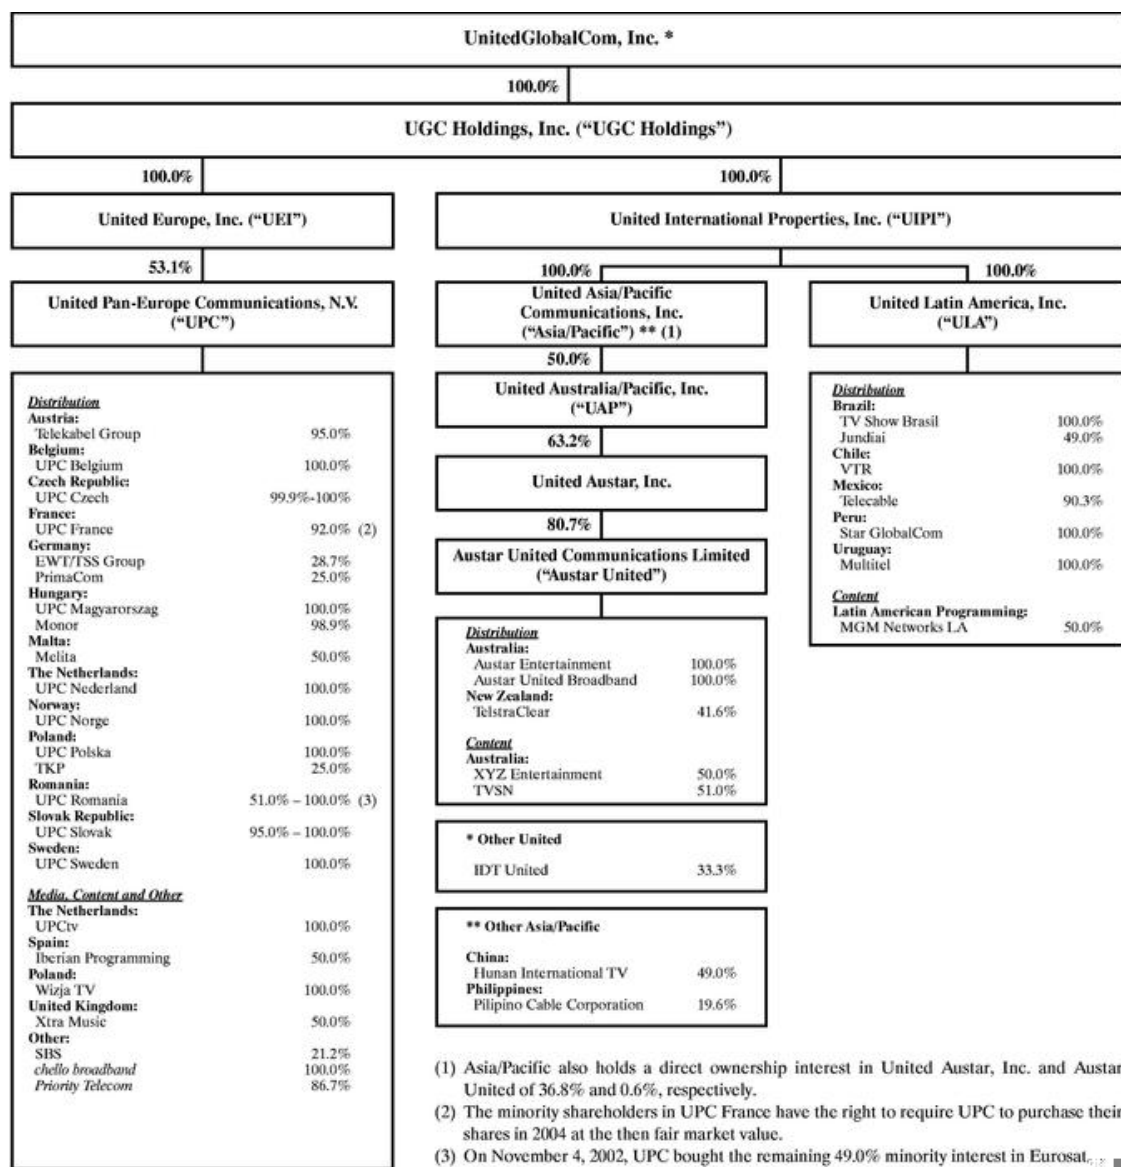 UnitedGlobalCom, Inc. *
100.0%
UGC Holdings, Inc. (“UGC Holdings”)
100.0%
100.0%
United Europe, Inc. (“UEI”)
United International Properties, Inc. (“UIPI”)
53.1%
100.0%
100.0%
United Pan-Europe Communications, N.V.
(“UPC”)
United Asia/Pacific
Communications, Inc.
(“Asia/Pacific”) ** (1)
United Latin America, Inc.
(“ULA”)
50.0%
United Australia/Pacific, Inc.
(“UAP”)
63.2%
United Austar, Inc.
80.7%
Austar United Communications Limited
(“Austar United”)
Distribution
Austria:
Telekabel Group 95.0%
Belgium:
UPC Belgium 100.0%
Czech Republic:
UPC Czech 99.9%-100%
France:
UPC France 92.0% (2)
Germany:
EWT/TSS Group 28.7%
PrimaCom 25.0%
Hungary:
UPC Magyarorszag 100.0%
Monor 98.9%
Malta:
Melita 50.0%
The Netherlands:
UPC Nederland 100.0%
Norway:
UPC Norge 100.0%
Poland:
UPC Polska 100.0%
TKP 25.0%
Romania:
UPC Romania 51.0% – 100.0% (3)
Slovak Republic:
UPC Slovak 95.0% – 100.0%
Sweden:
UPC Sweden 100.0%
Media, Content and Other
The Netherlands:
UPCtv 100.0%
Spain:
Iberian Programming 50.0%
Poland:
Wizja TV 100.0%
United Kingdom:
Xtra Music 50.0%
Other:
SBS 21.2%
chello broadband 100.0%
Priority Telecom 86.7%
Distribution
Australia:
Austar Entertainment 100.0%
Austar United Broadband 100.0%
New Zealand:
TelstraClear 41.6%
Content
Australia:
XYZ Entertainment 50.0%
TVSN 51.0%
* Other United
IDT United 33.3%
** Other Asia/Pacific
China:
Hunan International TV 49.0%
Philippines:
Pilipino Cable Corporation 19.6%
Distribution
Brazil:
TV Show Brasil 100.0%
Jundiai 49.0%
Chile:
VTR 100.0%
Mexico:
Telecable 90.3%
Peru:
Star GlobalCom 100.0%
Uruguay:
Multitel 100.0%
Content
Latin American Programming:
MGM Networks LA 50.0%
(1) Asia/Pacific also holds a direct ownership interest in United Austar, Inc. and Austar
United of 36.8% and 0.6%, respectively.
(2) The minority shareholders in UPC France have the right to require UPC to purchase their
shares in 2004 at the then fair market value.
(3) On November 4, 2002, UPC bought the remaining 49.0% minority interest in Eurosat.